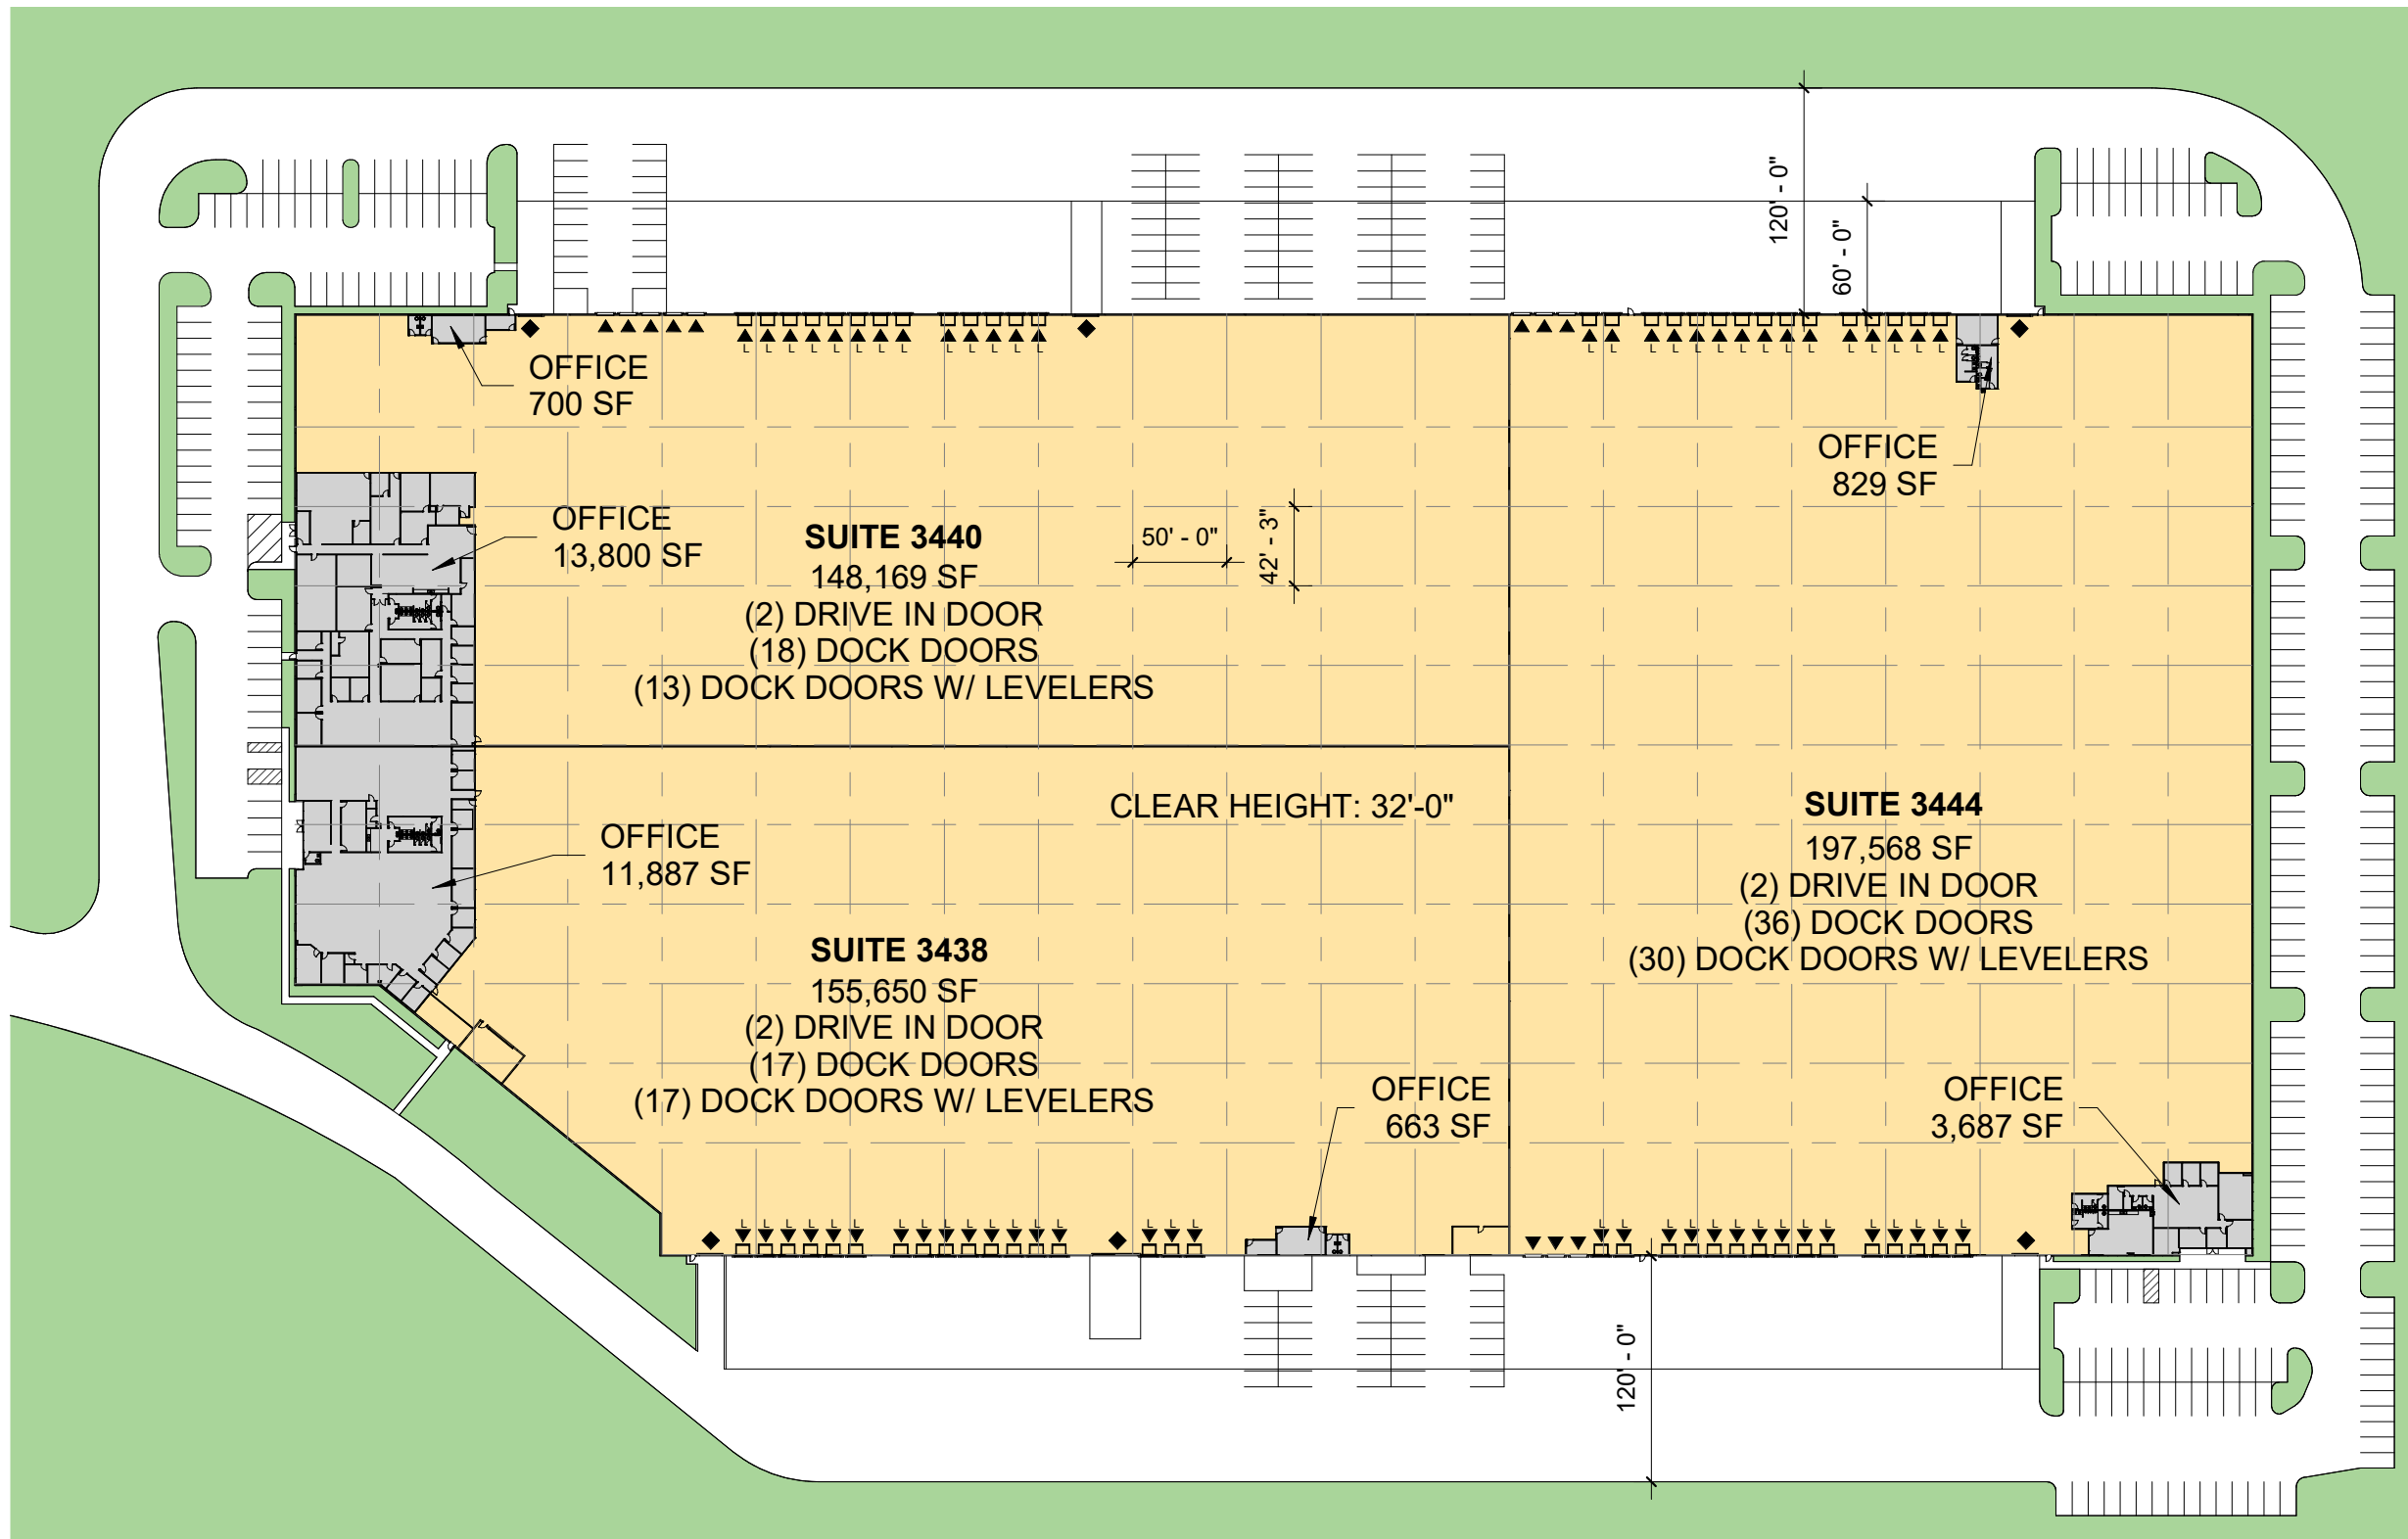 120' - 0"
60' - 0"
L L L L L L L L L L L L L
L L L L L L L L L L L L L L L
OFFICE
700 SF
OFFICE
829 SF
OFFICE
13,800 SF
SUITE 3440
148,169 SF
(2) DRIVE IN DOOR
(18) DOCK DOORS
(13) DOCK DOORS W/ LEVELERS
50' - 0"
42' - 3"
CLEAR HEIGHT: 32'-0"
SUITE 3444
197,568 SF
(2) DRIVE IN DOOR
(36) DOCK DOORS
(30) DOCK DOORS W/ LEVELERS
OFFICE
11,887 SF
SUITE 3438
155,650 SF
(2) DRIVE IN DOOR
(17) DOCK DOORS
(17) DOCK DOORS W/ LEVELERS
OFFICE
663 SF
OFFICE
3,687 SF
L L L L L L L L L L L L L L L L L
L L L L L L L L L L L L L L L
120' - 0"